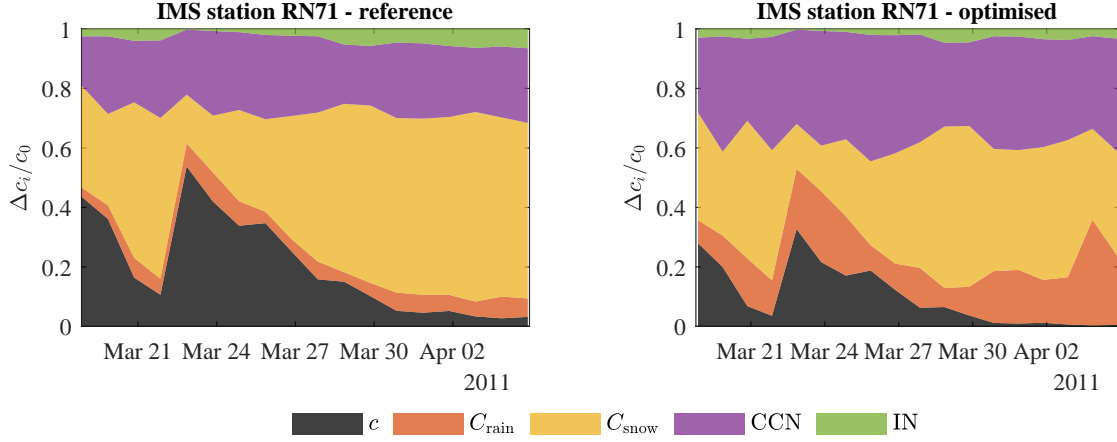 IMS station RN71 - reference
IMS station RN71 - optimised
Δc_i/c_0
1
0.8
0.6
0.4
0.2
0
Mar 21 Mar 24 Mar 27 Mar 30 Apr 02
2011
Δc_i/c_0
1
0.8
0.6
0.4
0.2
0
Mar 21 Mar 24 Mar 27 Mar 30 Apr 02
2011
c C_rain C_snow CCN IN